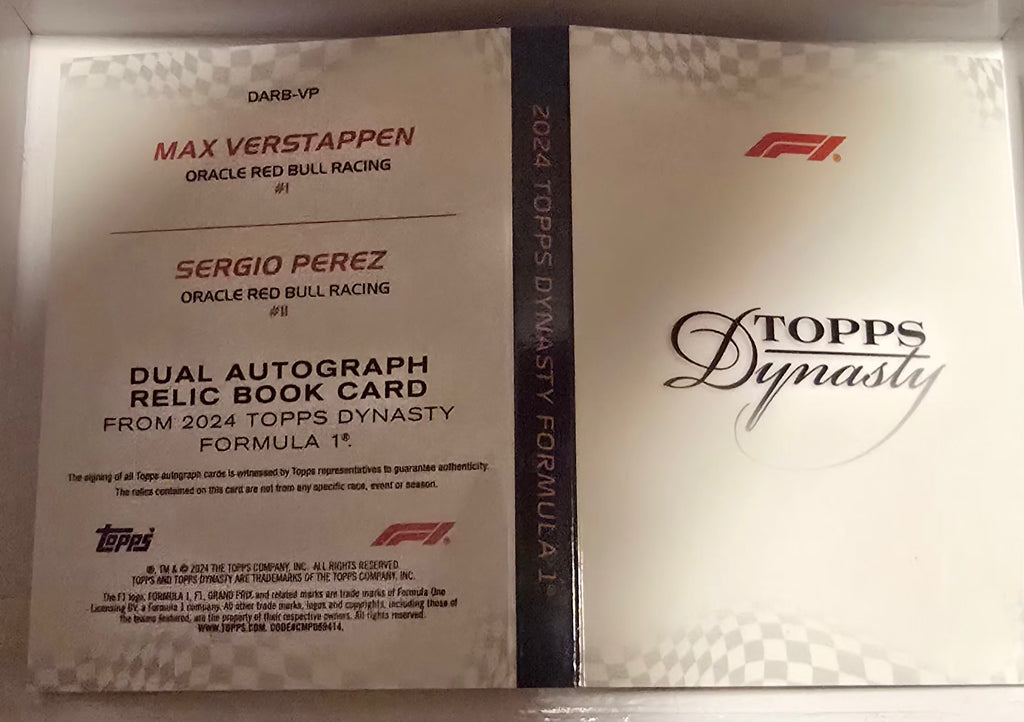 DARB-VP
MAX VERSTAPPEN
ORACLE RED BULL RACING
#1
SERGIO PEREZ
ORACLE RED BULL RACING
#11
DUAL AUTOGRAPH
RELIC BOOK CARD
FROM 2024 TOPPS DYNASTY
FORMULA 1®.
The signing of all Topps autograph cards is witnessed by Topps representatives to guarantee authenticity.
The relics contained on this card are not from any specific race, event or season.
Topps® F1®
®, TM & © 2024 THE TOPPS COMPANY, INC. ALL RIGHTS RESERVED.
TOPPS AND TOPPS DYNASTY ARE TRADEMARKS OF THE TOPPS COMPANY, INC.
The F1 logo, FORMULA 1, F1, GRAND PRIX and related marks are trade marks of Formula One
Licensing BV, a Formula 1 company. All other trade marks, logos and copyrights, including those of
the teams featured, are the property of their respective owners. All rights reserved.
WWW.TOPPS.COM. CODE#CMP059414.
2024 TOPPS DYNASTY FORMULA 1®
F1®
TOPPS
Dynasty